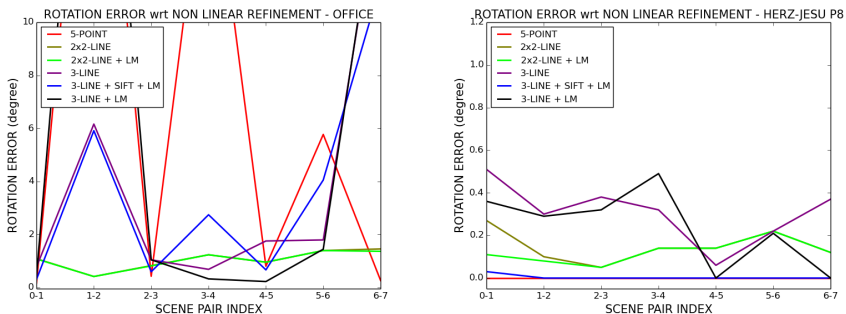 ROTATION ERROR wrt NON LINEAR REFINEMENT - OFFICE
10
8
6
4
2
0
ROTATION ERROR (degree)
5-POINT
2x2-LINE
2x2-LINE + LM
3-LINE
3-LINE + SIFT + LM
3-LINE + LM
0-1 1-2 2-3 3-4 4-5 5-6 6-7
SCENE PAIR INDEX
ROTATION ERROR wrt NON LINEAR REFINEMENT - HERZ-JESU P8
1.2
1.0
0.8
0.6
0.4
0.2
0.0
ROTATION ERROR (degree)
5-POINT
2x2-LINE
2x2-LINE + LM
3-LINE
3-LINE + SIFT + LM
3-LINE + LM
0-1 1-2 2-3 3-4 4-5 5-6 6-7
SCENE PAIR INDEX